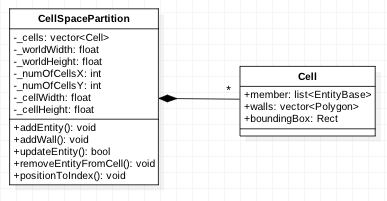 CellSpacePartition
-_cells: vector<Cell>
-_worldWidth: float
-_worldHeight: float
-_numOfCellsX: int
-_numOfCellsY: int
-_cellWidth: float
-_cellHeight: float
+addEntity(): void
+addWall(): void
+updateEntity(): bool
+removeEntityFromCell(): void
+positionToIndex(): void
*
Cell
+member: list<EntityBase>
+walls: vector<Polygon>
+boundingBox: Rect